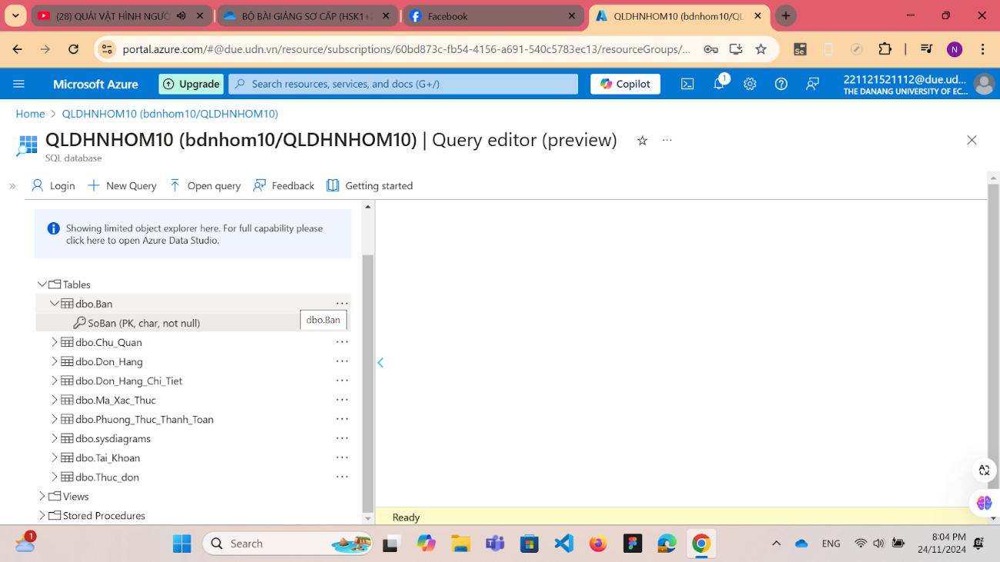 (28) QUÁI VẬT HÌNH NGƯỜ
BỘ BÀI GIẢNG SƠ CẤP (HSK1+
Facebook
QLDHNHOM10 (bdnhom10/QL
portal.azure.com/#@due.udn.vn/resource/subscriptions/60bd873c-fb54-4156-a691-540c5783ec13/resourceGroups/...
Se
N
Microsoft Azure
Upgrade
Search resources, services, and docs (G+/)
Copilot
1
221121521112@due.ud...
THE DANANG UNIVERSITY OF EC...
Home > QLDHNHOM10 (bdnhom10/QLDHNHOM10)
QLDHNHOM10 (bdnhom10/QLDHNHOM10) | Query editor (preview)
SQL database
Login
New Query
Open query
Feedback
Getting started
Showing limited object explorer here. For full capability please
click here to open Azure Data Studio.
Tables
dbo.Ban
SoBan (PK, char, not null)
dbo.Ban
dbo.Chu_Quan
dbo.Don_Hang
dbo.Don_Hang_Chi_Tiet
dbo.Ma_Xac_Thuc
dbo.Phuong_Thuc_Thanh_Toan
dbo.sysdiagrams
dbo.Tai_Khoan
dbo.Thuc_don
Views
Stored Procedures
Ready
1
Search
ENG
8:04 PM
24/11/2024